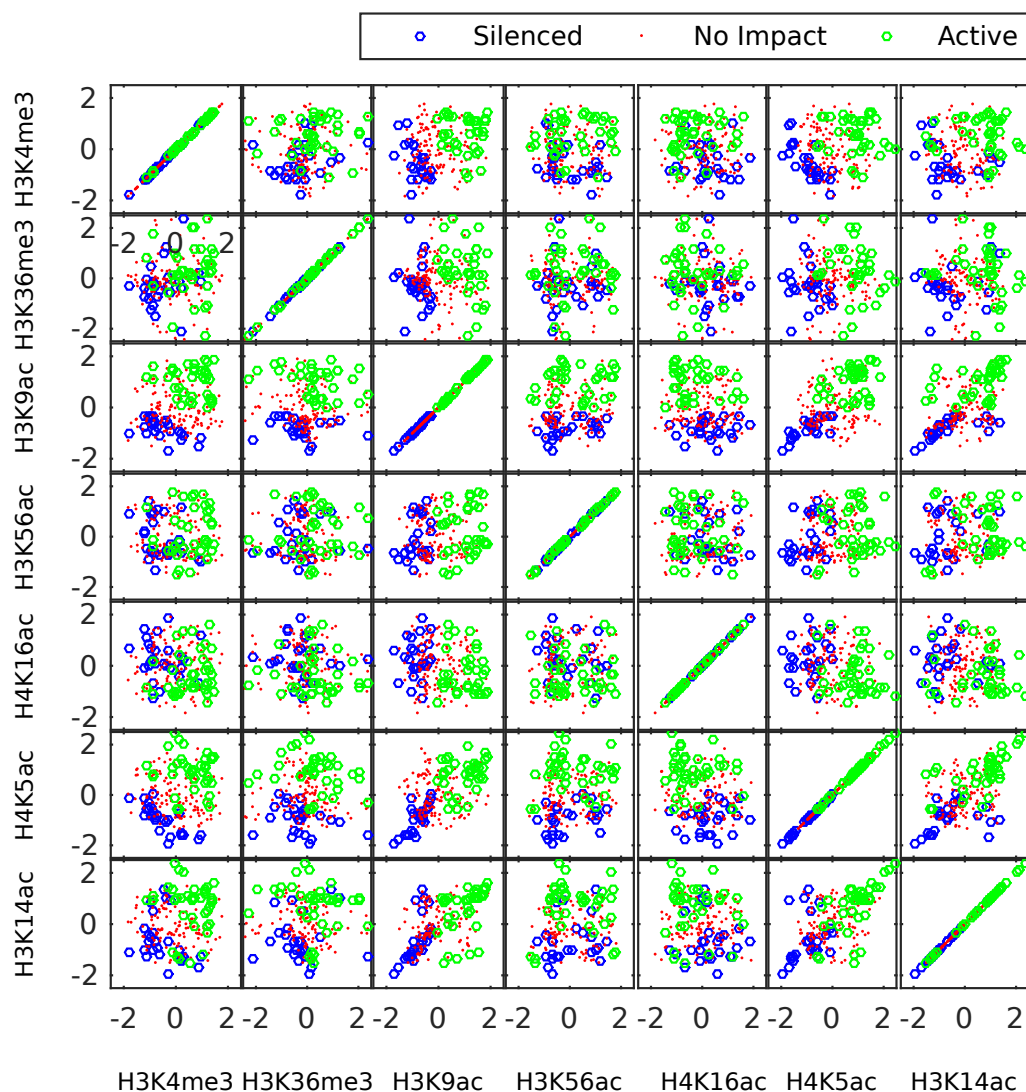 Silenced No Impact Active
H3K4me3
2
0
-2
H3K36me3
2
0
-2
-2 0 2
H3K9ac
2
0
-2
H3K56ac
2
0
-2
H4K16ac
2
0
-2
H4K5ac
2
0
-2
H3K14ac
2
0
-2
-2 0 2 -2 0 2 -2 0 2 -2 0 2 -2 0 2 -2 0 2 -2 0 2
H3K4me3 H3K36me3 H3K9ac H3K56ac H4K16ac H4K5ac H3K14ac